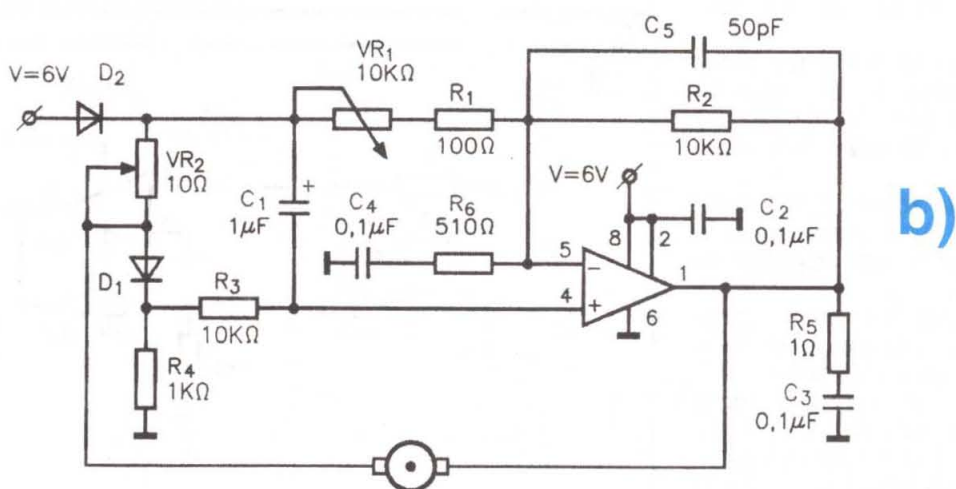 V=6V
D2
VR1
10KΩ
R1
100Ω
C5
50pF
R2
10KΩ
VR2
10Ω
C1
1µF
+
C4
0,1µF
R6
510Ω
V=6V
C2
0,1µF
8
2
5
−
4
+
1
6
D1
R3
10KΩ
R4
1KΩ
R5
1Ω
C3
0,1µF
b)